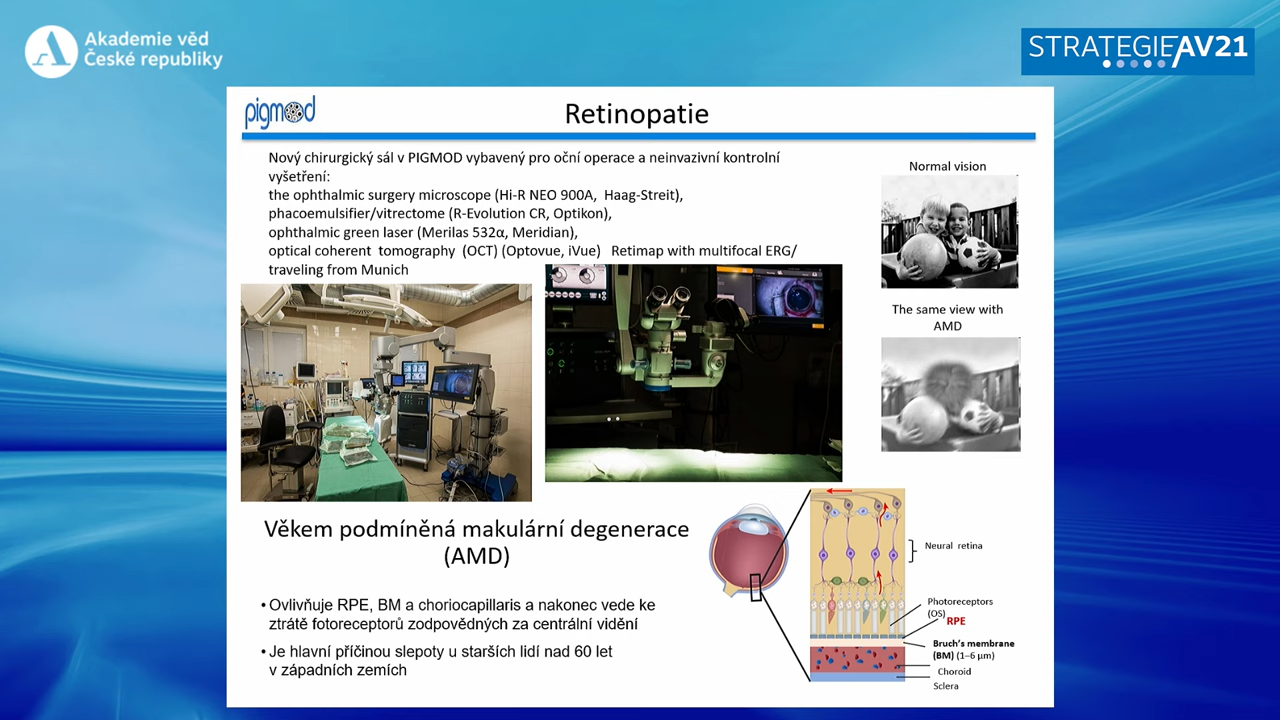 Akademie věd
České republiky
STRATEGIE AV21
pigmod
Retinopatie
Nový chirurgický sál v PIGMOD vybavený pro oční operace a neinvazivní kontrolní
vyšetření:
the ophthalmic surgery microscope (Hi-R NEO 900A, Haag-Streit),
phacoemulsifier/vitrectome (R-Evolution CR, Optikon),
ophthalmic green laser (Merilas 532α, Meridian),
optical coherent tomography (OCT) (Optovue, iVue) Retimap with multifocal ERG/
traveling from Munich
Normal vision
The same view with
AMD
Věkem podmíněná makulární degenerace
(AMD)
• Ovlivňuje RPE, BM a choriocapillaris a nakonec vede ke
ztrátě fotoreceptorů zodpovědných za centrální vidění
• Je hlavní příčinou slepoty u starších lidí nad 60 let
v západních zemích
Neural retina
Photoreceptors
(OS)
RPE
Bruch's membrane
(BM) (1–6 µm)
Choroid
Sclera